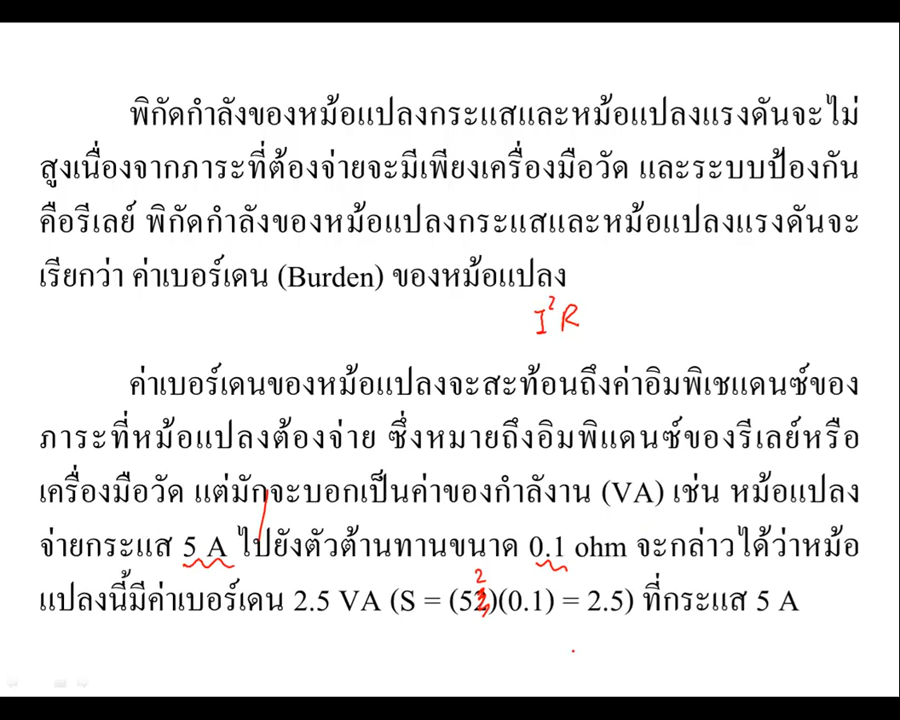 พิกัดกำลังของหม้อแปลงกระแสและหม้อแปลงแรงดันจะไม่
สูงเนื่องจากภาระที่ต้องจ่ายจะมีเพียงเครื่องมือวัด และระบบป้องกัน
คือรีเลย์ พิกัดกำลังของหม้อแปลงกระแสและหม้อแปลงแรงดันจะ
เรียกว่า ค่าเบอร์เดน (Burden) ของหม้อแปลง
I²R
ค่าเบอร์เดนของหม้อแปลงจะสะท้อนถึงค่าอิมพิเชแดนซ์ของ
ภาระที่หม้อแปลงต้องจ่าย ซึ่งหมายถึงอิมพิแดนซ์ของรีเลย์หรือ
เครื่องมือวัด แต่มักจะบอกเป็นค่าของกำลังาน (VA) เช่น หม้อแปลง
จ่ายกระแส 5 A ไปยังตัวต้านทานขนาด 0.1 ohm จะกล่าวได้ว่าหม้อ
แปลงนี้มีค่าเบอร์เดน 2.5 VA (S = (5²)(0.1) = 2.5) ที่กระแส 5 A